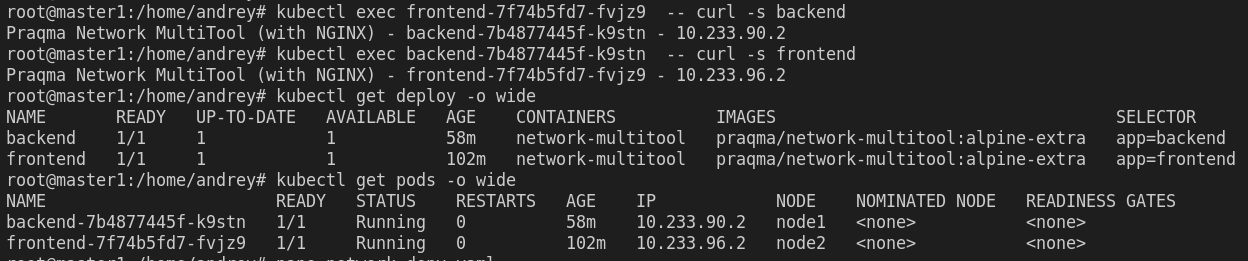 root@master1:/home/andrey# kubectl exec frontend-7f74b5fd7-fvjz9  -- curl -s backend
Praqma Network MultiTool (with NGINX) - backend-7b4877445f-k9stn - 10.233.90.2
root@master1:/home/andrey# kubectl exec backend-7b4877445f-k9stn  -- curl -s frontend
Praqma Network MultiTool (with NGINX) - frontend-7f74b5fd7-fvjz9 - 10.233.96.2
root@master1:/home/andrey# kubectl get deploy -o wide
NAME       READY   UP-TO-DATE   AVAILABLE   AGE    CONTAINERS          IMAGES                                  SELECTOR
backend    1/1     1            1           58m    network-multitool   praqma/network-multitool:alpine-extra   app=backend
frontend   1/1     1            1           102m   network-multitool   praqma/network-multitool:alpine-extra   app=frontend
root@master1:/home/andrey# kubectl get pods -o wide
NAME                       READY   STATUS    RESTARTS   AGE    IP            NODE    NOMINATED NODE   READINESS GATES
backend-7b4877445f-k9stn   1/1     Running   0          58m    10.233.90.2   node1   <none>           <none>
frontend-7f74b5fd7-fvjz9   1/1     Running   0          102m   10.233.96.2   node2   <none>           <none>
root@master1:/home/andrey#